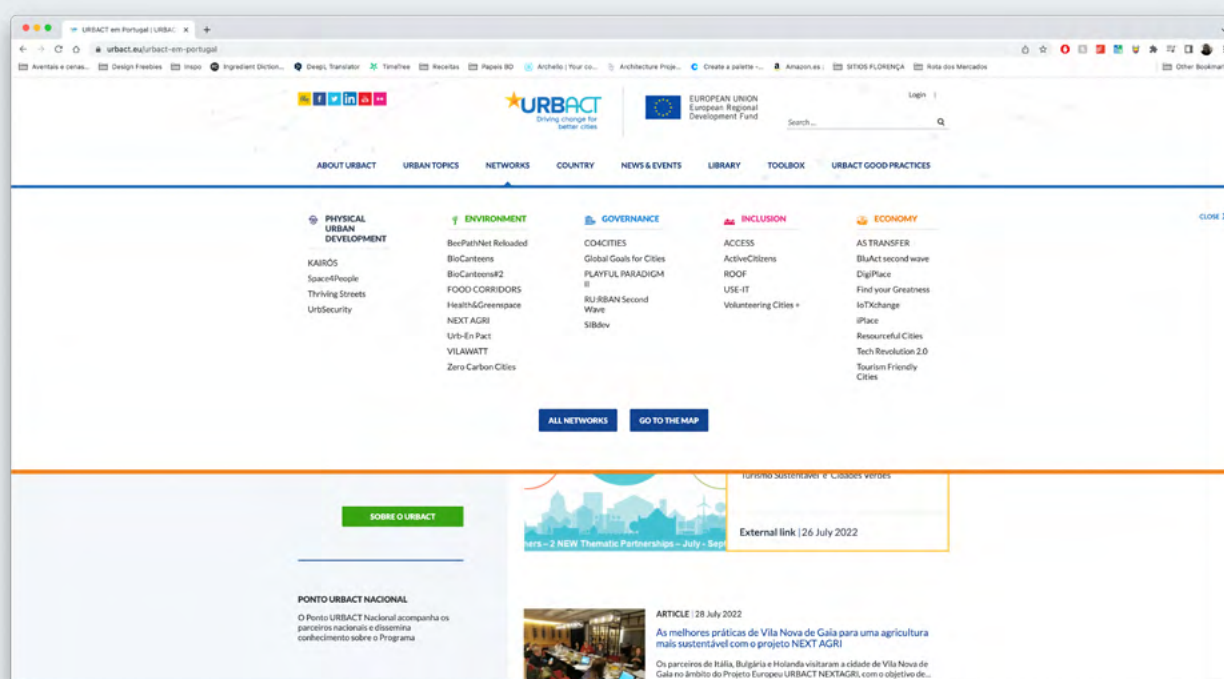 URBACT em Portugal | URBAC
urbact.eu/urbact-em-portugal
Aventais e cenas...
Design Freebies
Inspo
Ingredient Diction...
DeepL Translator
TimeTree
Receitas
Papeis BD
Archello | Your co...
Architecture Proje...
Create a palette -...
Amazon.es :
SITIOS FLORENÇA
Rota dos Mercados
Other Bookmar
URBACT
Driving change for
better cities
EUROPEAN UNION
European Regional
Development Fund
Login
Search...
ABOUT URBACT
URBAN TOPICS
NETWORKS
COUNTRY
NEWS & EVENTS
LIBRARY
TOOLBOX
URBACT GOOD PRACTICES
CLOSE
PHYSICAL
URBAN
DEVELOPMENT
KAIRÓS
Space4People
Thriving Streets
UrbSecurity
ENVIRONMENT
BeePathNet Reloaded
BioCanteens
BioCanteens#2
FOOD CORRIDORS
Health&Greenspace
NEXT AGRI
Urb-En Pact
VILAWATT
Zero Carbon Cities
GOVERNANCE
CO4CITIES
Global Goals for Cities
PLAYFUL PARADIGM
II
RU:RBAN Second
Wave
SIBdev
INCLUSION
ACCESS
ActiveCitizens
ROOF
USE-IT
Volunteering Cities +
ECONOMY
AS TRANSFER
BluAct second wave
DigiPlace
Find your Greatness
IoTXchange
iPlace
Resourceful Cities
Tech Revolution 2.0
Tourism Friendly
Cities
ALL NETWORKS
GO TO THE MAP
SOBRE O URBACT
PONTO URBACT NACIONAL
O Ponto URBACT Nacional acompanha os
parceiros nacionais e dissemina
conhecimento sobre o Programa
Turismo Sustentável e Cidades Verdes
External link | 26 July 2022
ners – 2 NEW Thematic Partnerships – July - Sept
ARTICLE | 28 July 2022
As melhores práticas de Vila Nova de Gaia para uma agricultura
mais sustentável com o projeto NEXT AGRI
Os parceiros de Itália, Bulgária e Holanda visitaram a cidade de Vila Nova de
Gaia no âmbito do Projeto Europeu URBACT NEXTAGRI, com o objetivo de...